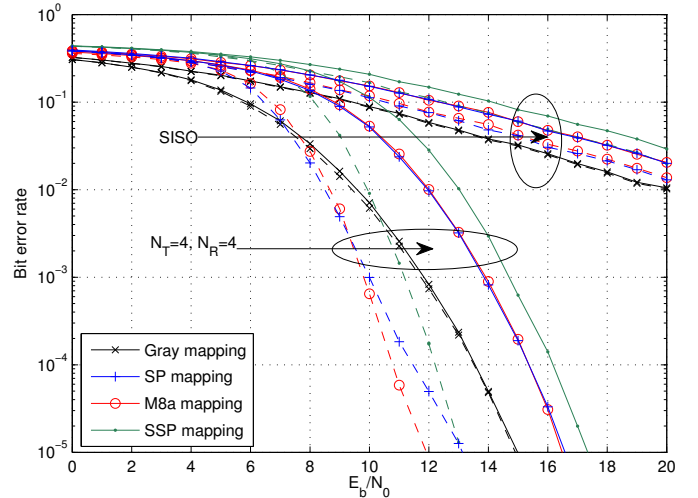 10^0
10^-1
10^-2
10^-3
10^-4
10^-5
Bit error rate
SISO
N_T=4, N_R=4
Gray mapping
SP mapping
M8a mapping
SSP mapping
0 2 4 6 8 10 12 14 16 18 20
E_b/N_0